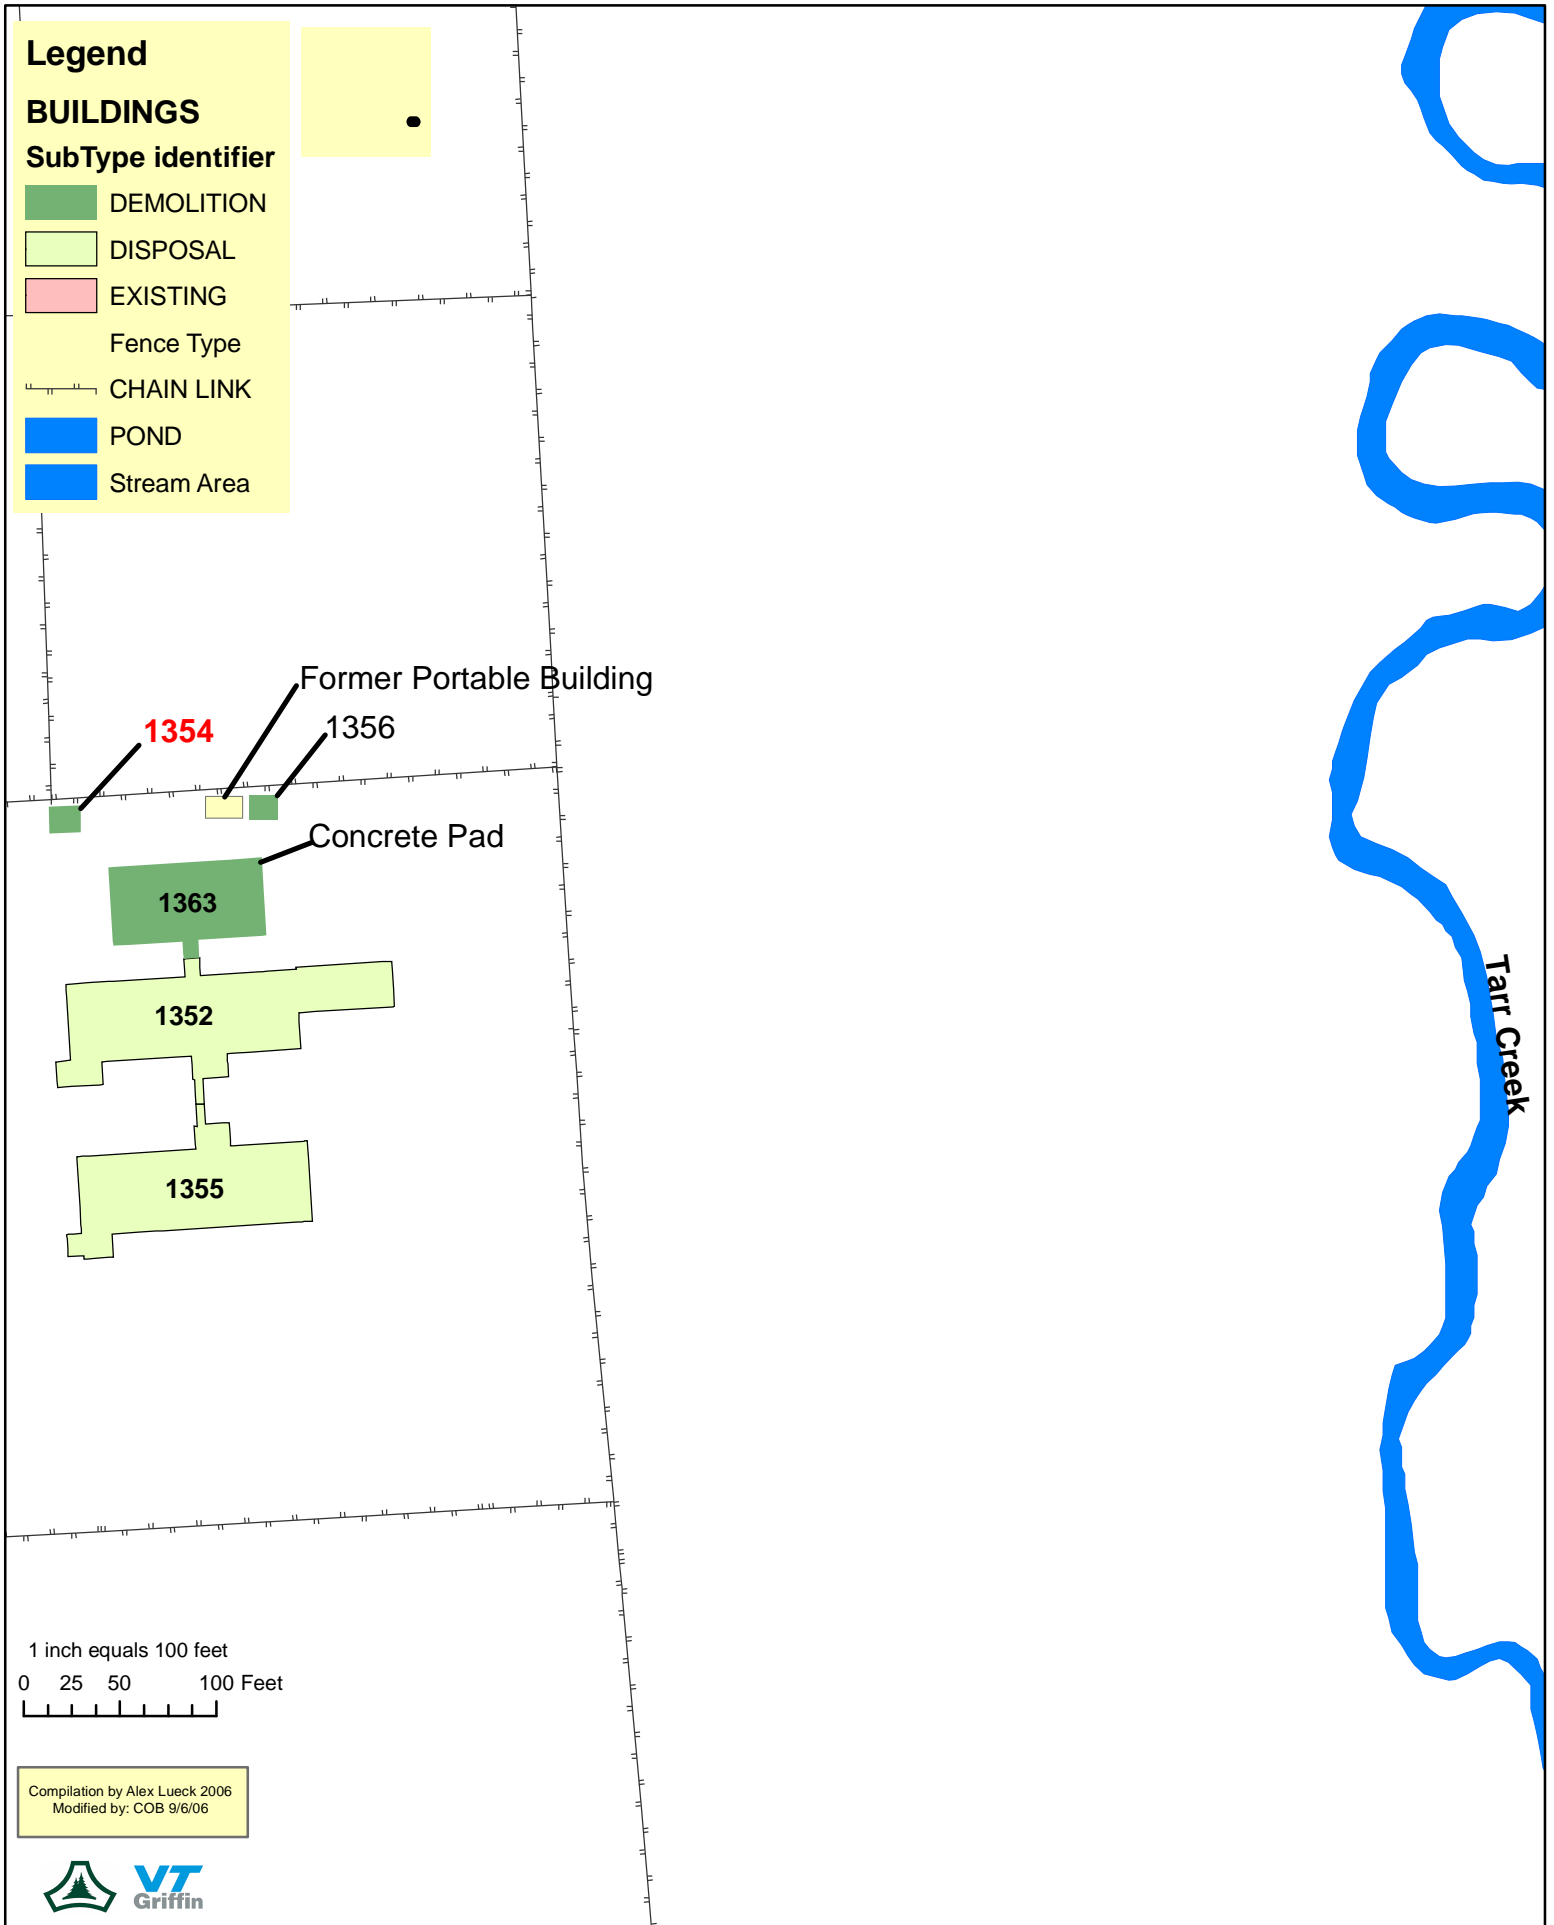 Legend
BUILDINGS
SubType identifier
DEMOLITION
DISPOSAL
EXISTING
Fence Type
CHAIN LINK
POND
Stream Area
Former Portable Building
1354
1356
Concrete Pad
1363
1352
1355
Tarr Creek
1 inch equals 100 feet
0 25 50 100 Feet
Compilation by Alex Lueck 2006
Modified by: COB 9/6/06
VT
Griffin